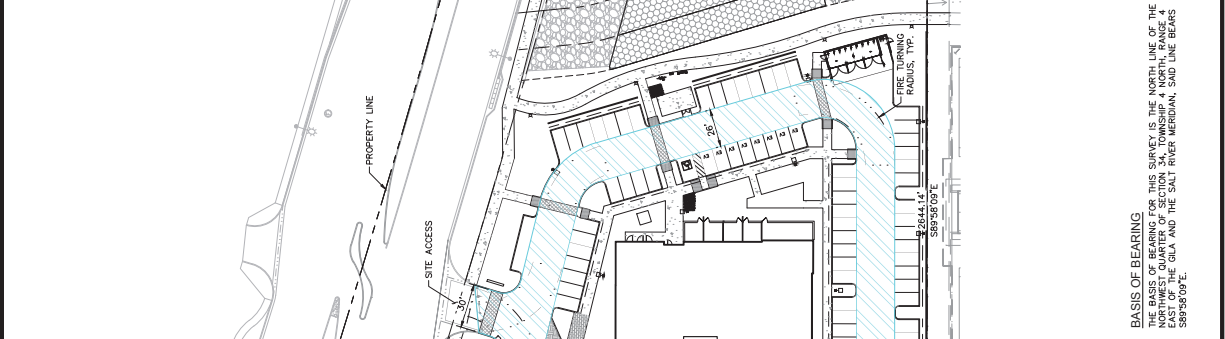 PROPERTY LINE
SITE ACCESS
30'
26'
FIRE TURNING
RADIUS, TYP.
2644.14'
S89°58'09"E
BASIS OF BEARING
THE BASIS OF BEARING FOR THIS SURVEY IS THE NORTH LINE OF THE
NORTHWEST QUARTER OF SECTION 34, TOWNSHIP 4 NORTH, RANGE 4
EAST OF THE GILA AND THE SALT RIVER MERIDIAN, SAID LINE BEARS
S89°58'09"E.